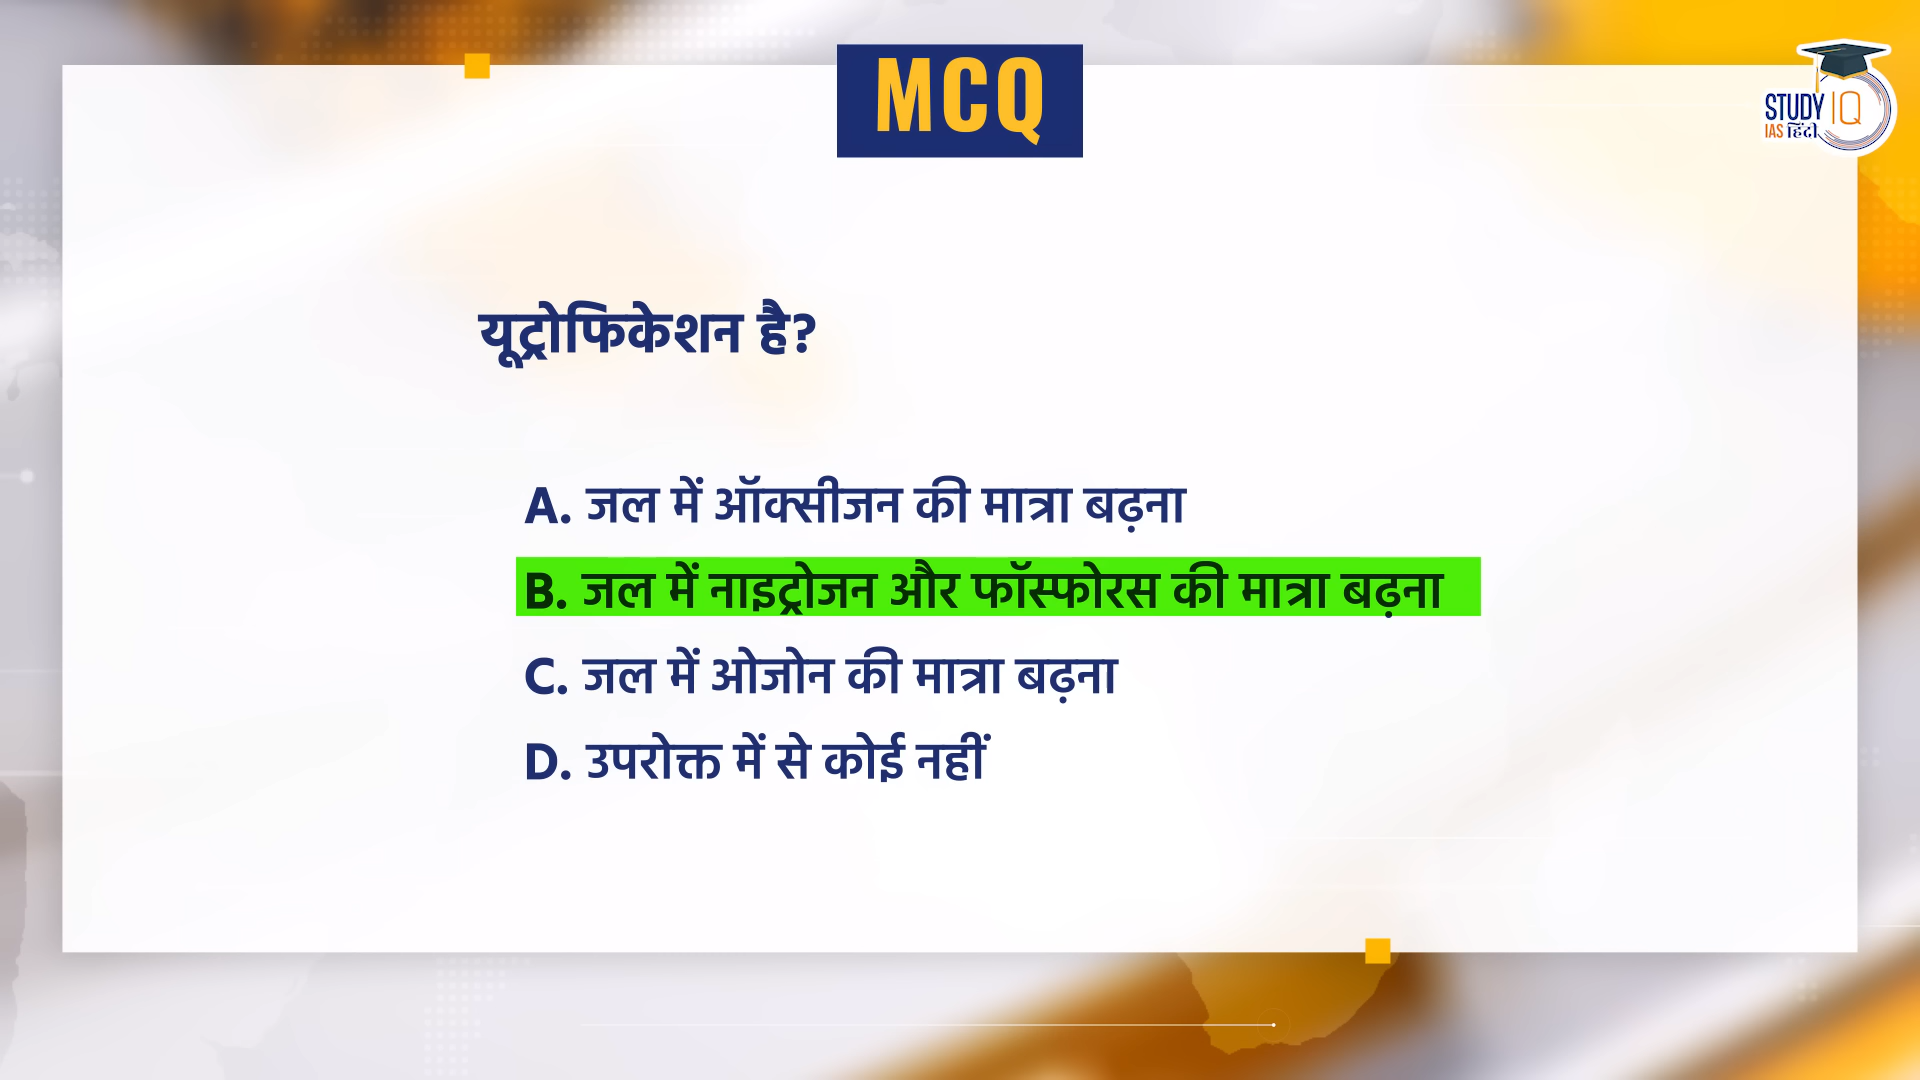 MCQ
STUDY IQ
IAS हिंदी
यूट्रोफिकेशन है?
A. जल में ऑक्सीजन की मात्रा बढ़ना
B. जल में नाइट्रोजन और फॉस्फोरस की मात्रा बढ़ना
C. जल में ओजोन की मात्रा बढ़ना
D. उपरोक्त में से कोई नहीं